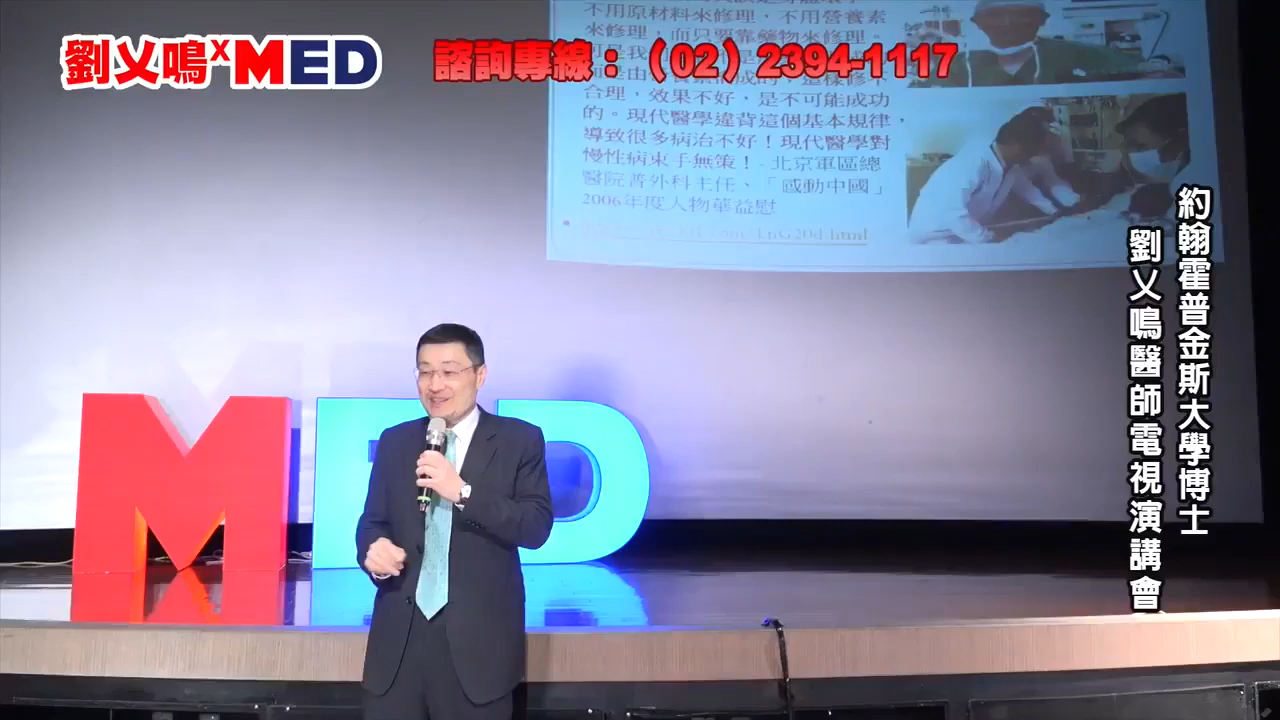 劉乂鳴xMED
諮詢專線：（02）2394-1117
不用原材料來修理，不用營養素
來修理，而只要靠藥物來修理。
合理，效果不好，是不可能成功
的。現代醫學違背這個基本規律，
導致很多病治不好！現代醫學對
慢性病束手無策！- 北京軍區總
醫院普外科主任、「感動中國」
2006年度人物華益慰
約翰霍普金斯大學博士
劉乂鳴醫師電視演講會
MED